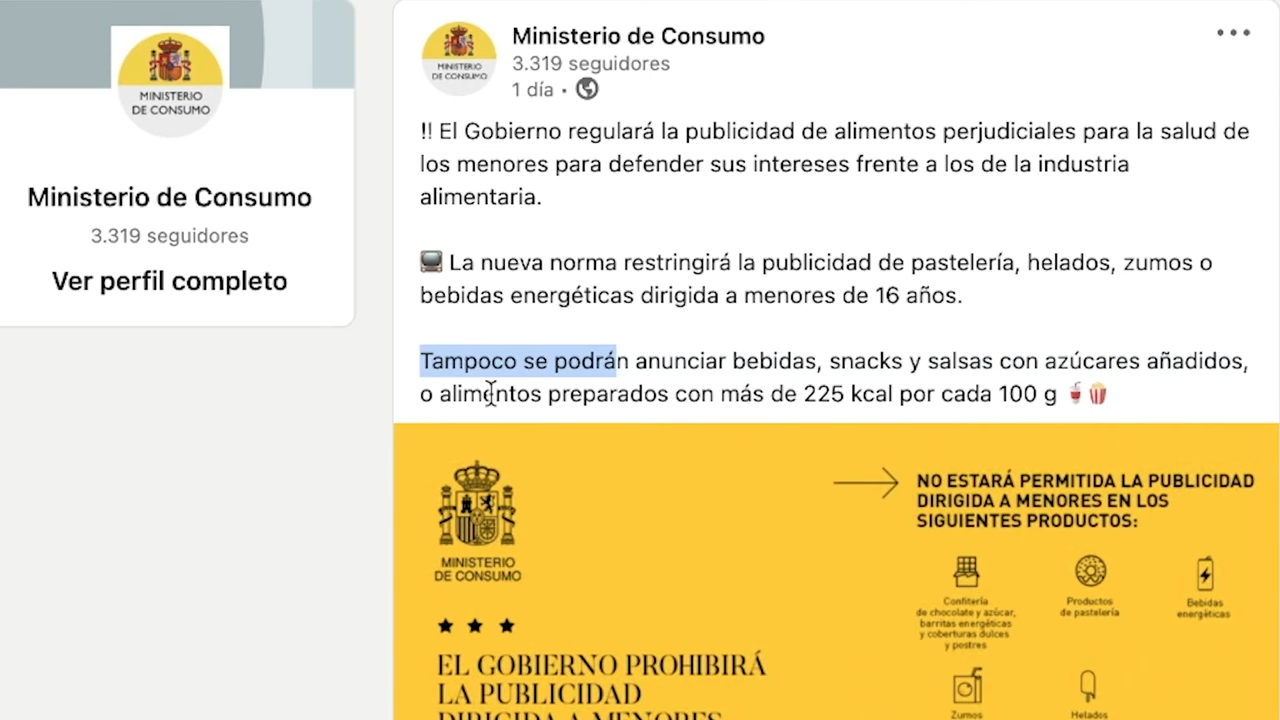 MINISTERIO
DE CONSUMO
Ministerio de Consumo
3.319 seguidores
Ver perfil completo
MINISTERIO
DE CONSUMO
Ministerio de Consumo
3.319 seguidores
1 día •
!! El Gobierno regulará la publicidad de alimentos perjudiciales para la salud de
los menores para defender sus intereses frente a los de la industria
alimentaria.
La nueva norma restringirá la publicidad de pastelería, helados, zumos o
bebidas energéticas dirigida a menores de 16 años.
Tampoco se podrán anunciar bebidas, snacks y salsas con azúcares añadidos,
o alimentos preparados con más de 225 kcal por cada 100 g
MINISTERIO
DE CONSUMO
EL GOBIERNO PROHIBIRÁ
LA PUBLICIDAD
DIRIGIDA A MENORES
NO ESTARÁ PERMITIDA LA PUBLICIDAD
DIRIGIDA A MENORES EN LOS
SIGUIENTES PRODUCTOS:
Confitería
de chocolate y azúcar,
barritas energéticas
y coberturas dulces
y postres
Productos
de pastelería
Bebidas
energéticas
Zumos
Helados